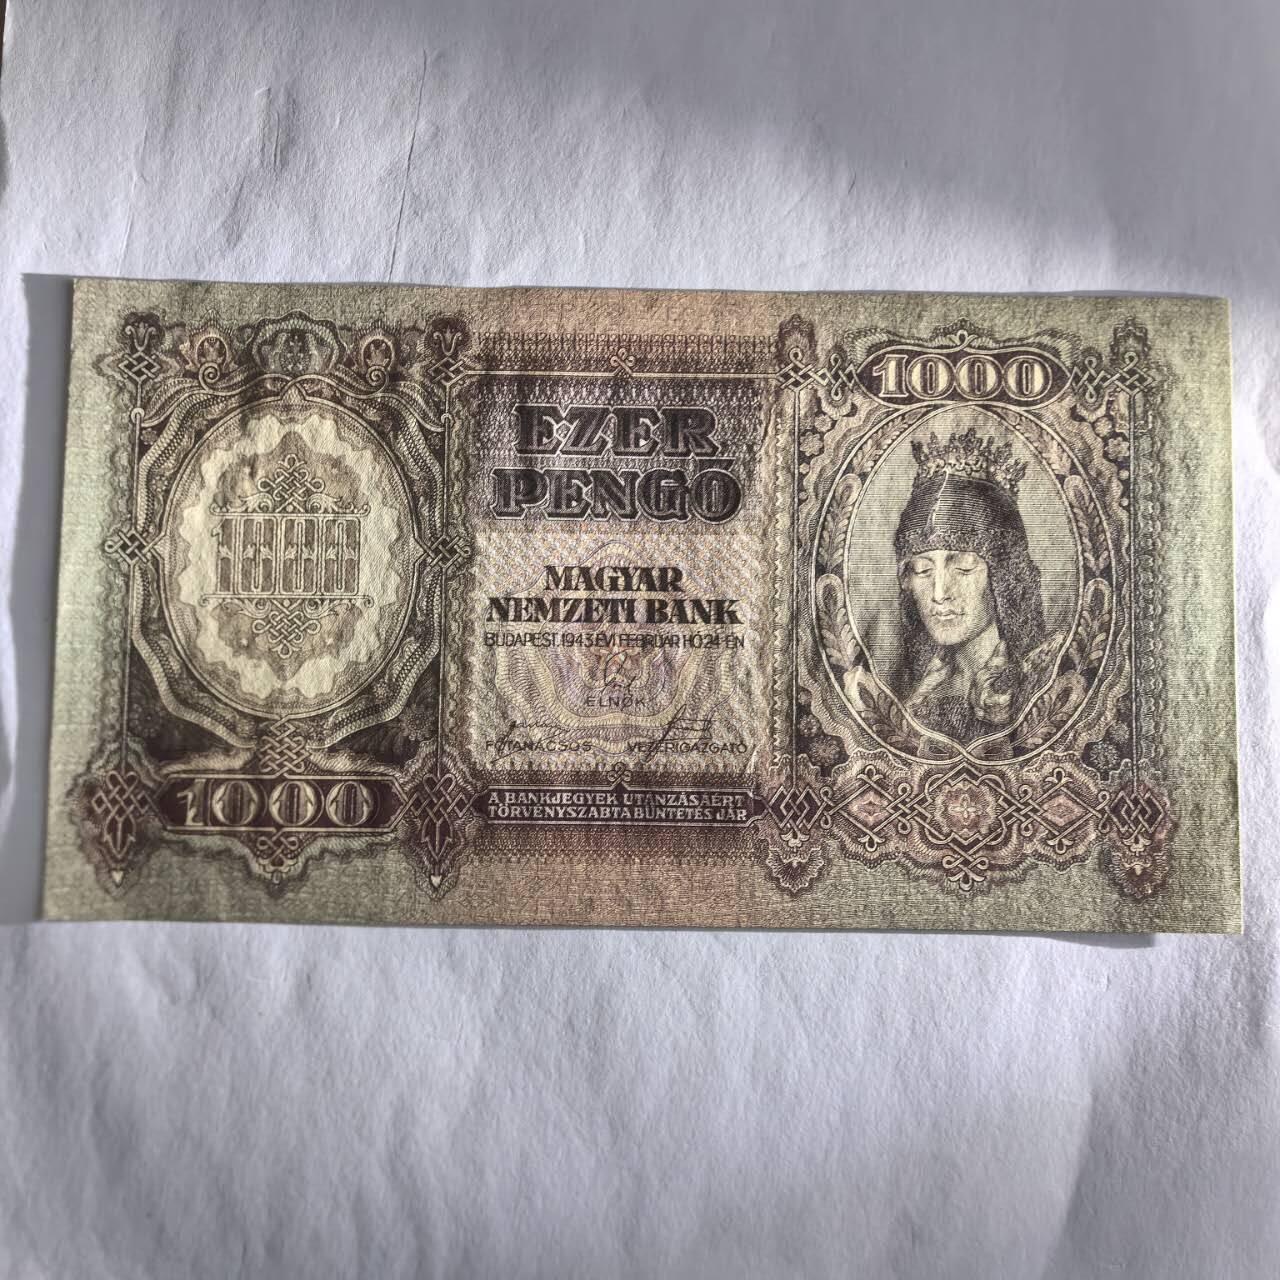 1000
1000
EZER
PENGŐ
MAGYAR
NEMZETI BANK
BUDAPEST, 1943. ÉVI FEBRUÁR HÓ 24-ÉN
ELNÖK
FŐTANÁCSOS VEZÉRIGAZGATÓ
1000
A BANKJEGYEK UTÁNZÁSÁÉRT
TÖRVÉNYSZABTA BÜNTETÉS JÁR